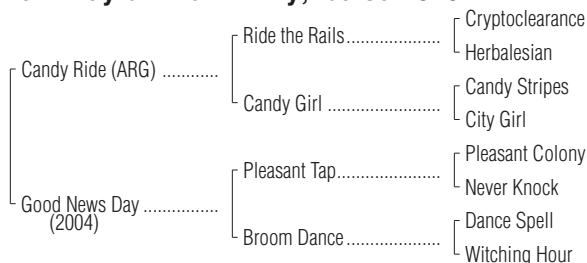 Cryptoclearance
Ride the Rails
Herbalesian
Candy Ride (ARG)
Candy Stripes
Candy Girl
City Girl
Pleasant Colony
Pleasant Tap
Never Knock
Good News Day
(2004)
Dance Spell
Broom Dance
Witching Hour